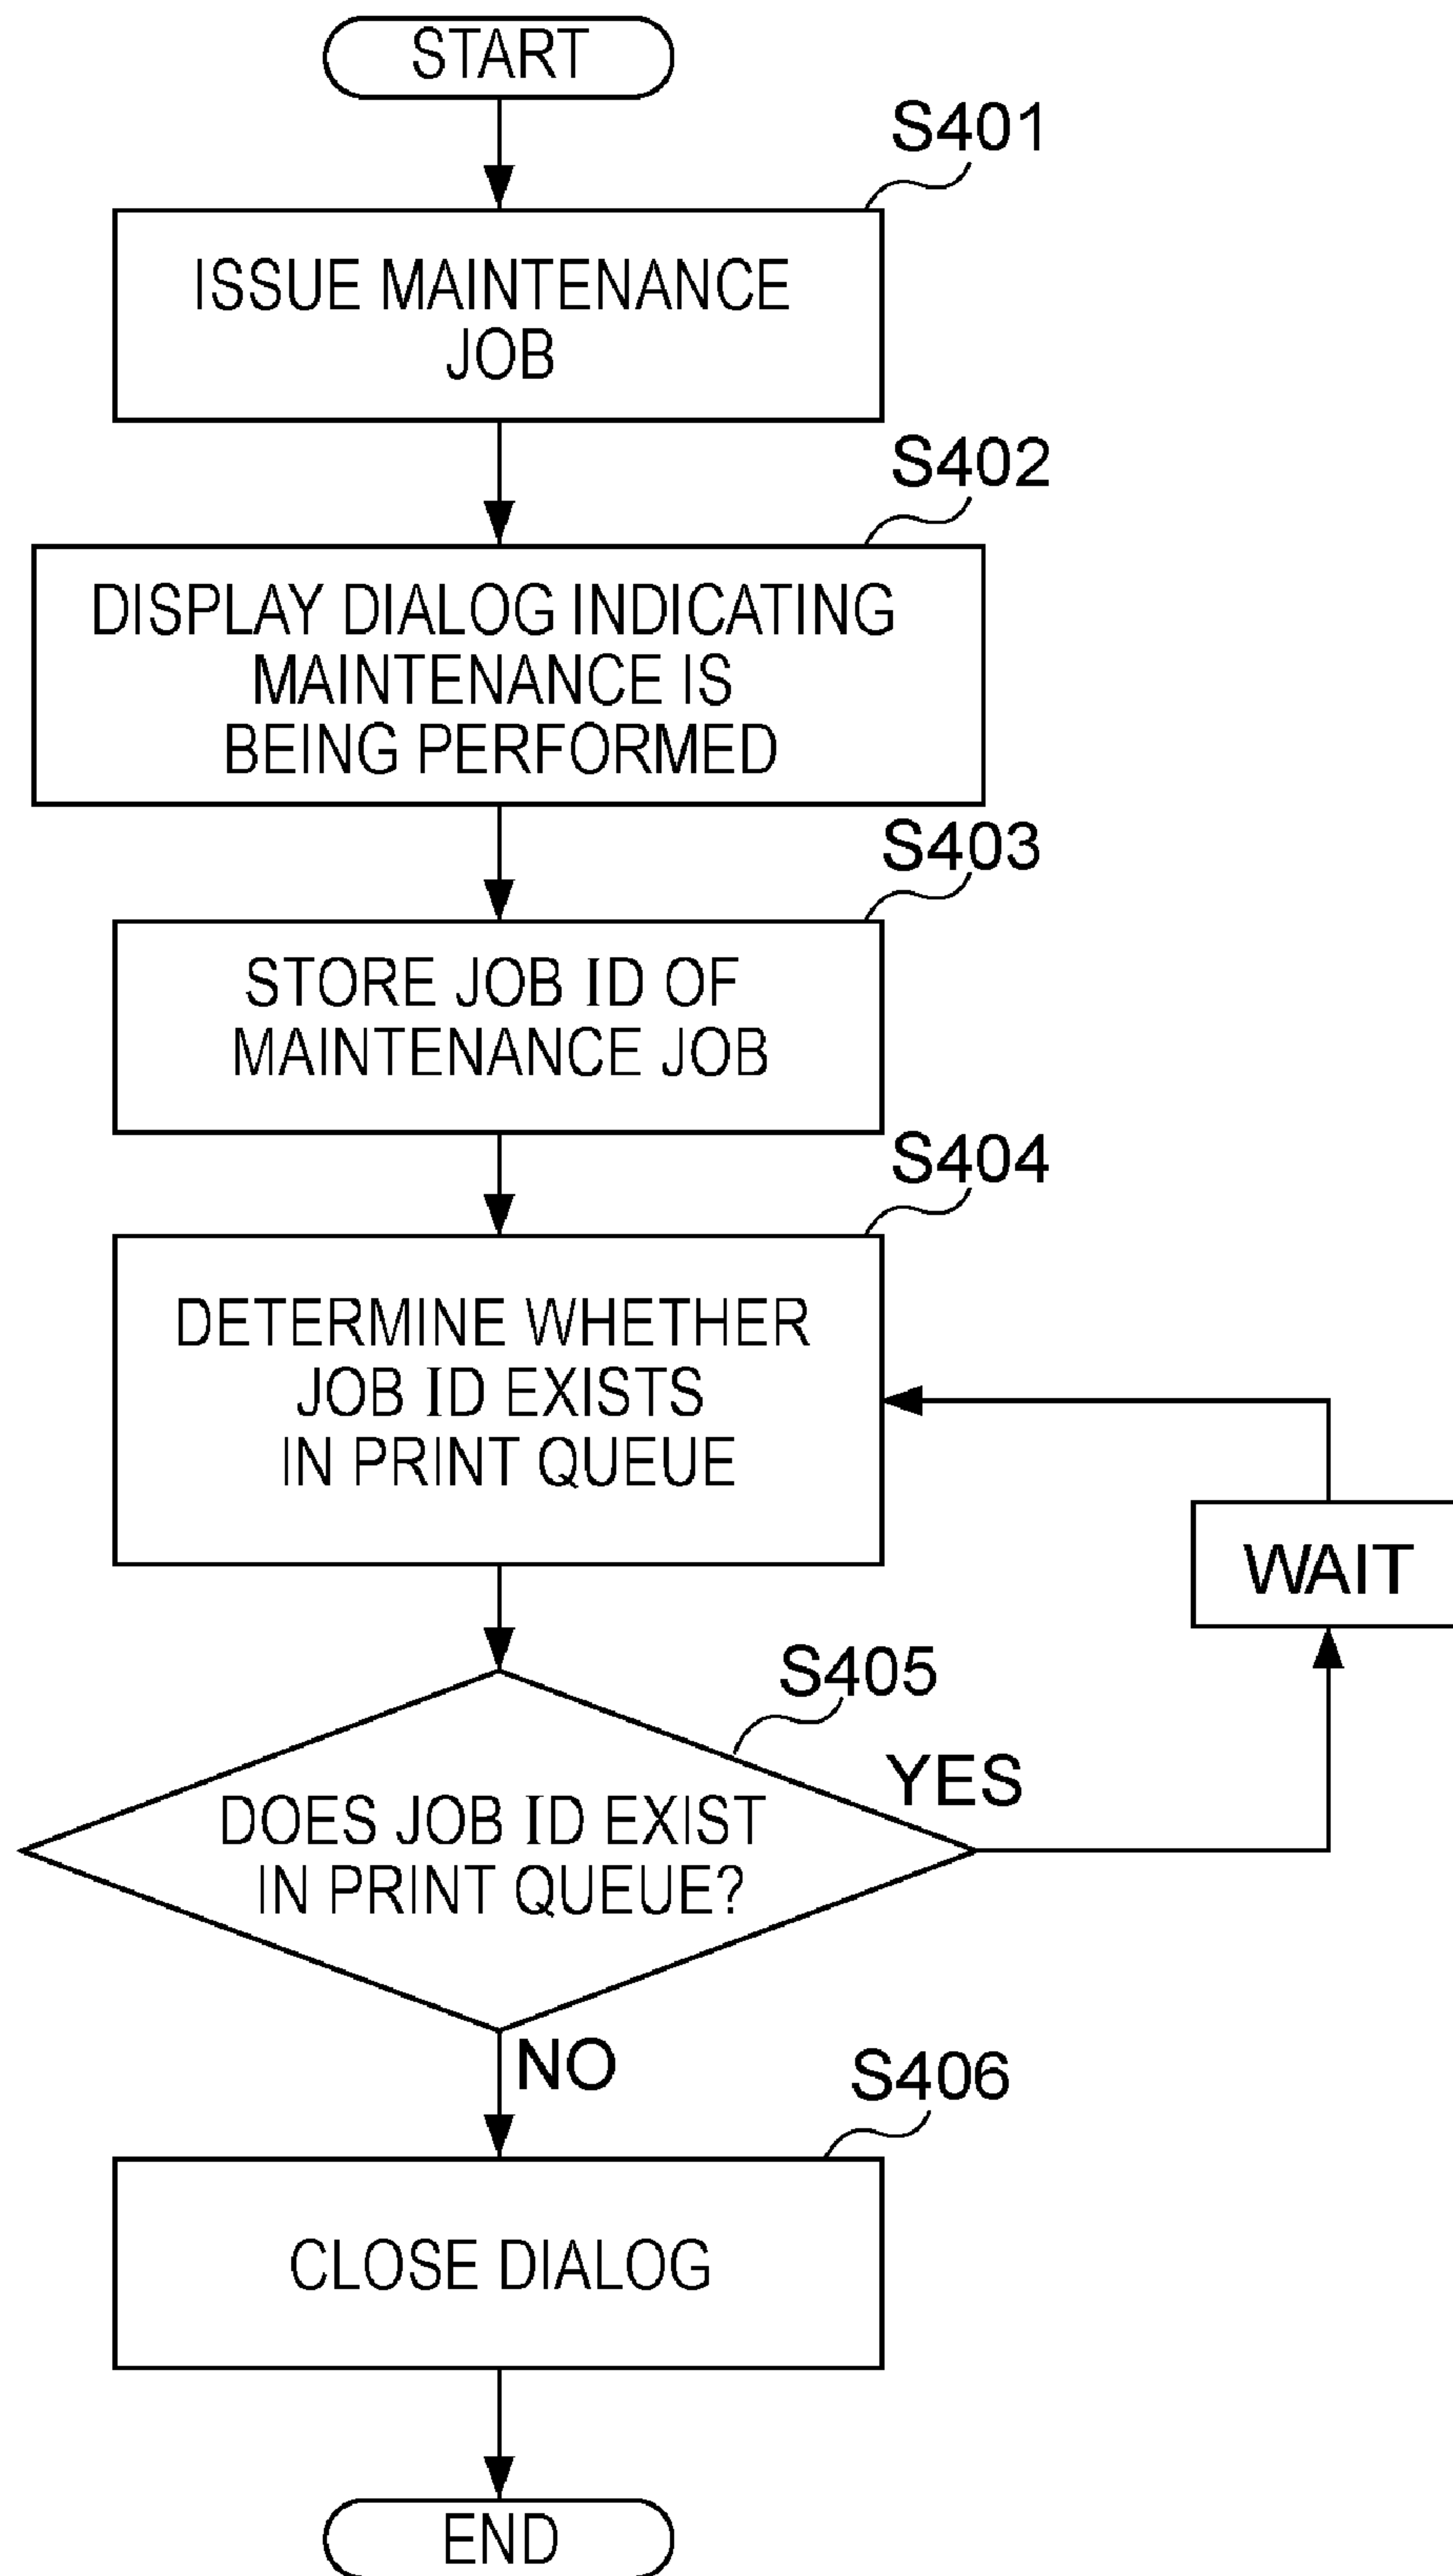 START
S401
ISSUE MAINTENANCE
JOB
S402
DISPLAY DIALOG INDICATING
MAINTENANCE IS
BEING PERFORMED
S403
STORE JOB ID OF
MAINTENANCE JOB
S404
DETERMINE WHETHER
JOB ID EXISTS
IN PRINT QUEUE
WAIT
S405
YES
DOES JOB ID EXIST
IN PRINT QUEUE?
NO
S406
CLOSE DIALOG
END